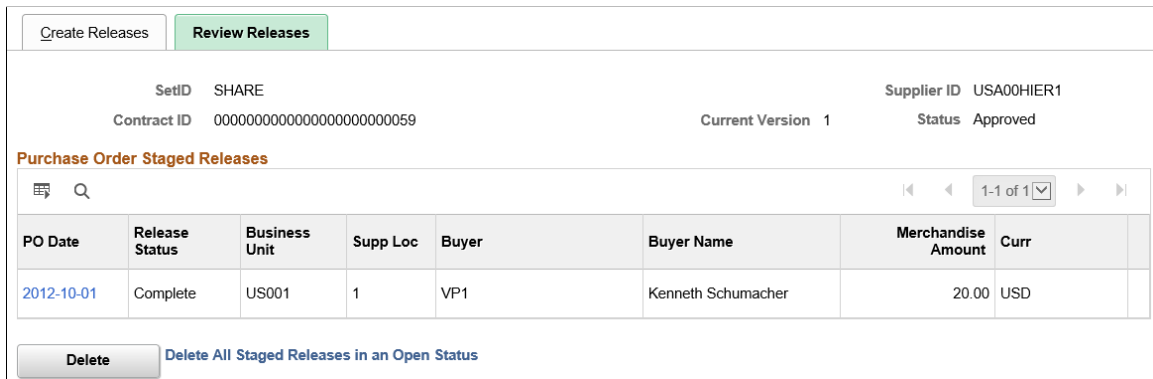 Create Releases Review Releases
SetID SHARE Supplier ID USA00HIER1
Contract ID 0000000000000000000000059 Current Version 1 Status Approved
Purchase Order Staged Releases
1-1 of 1
PO Date Release Status Business Unit Supp Loc Buyer Buyer Name Merchandise Amount Curr
2012-10-01 Complete US001 1 VP1 Kenneth Schumacher 20.00 USD
Delete Delete All Staged Releases in an Open Status